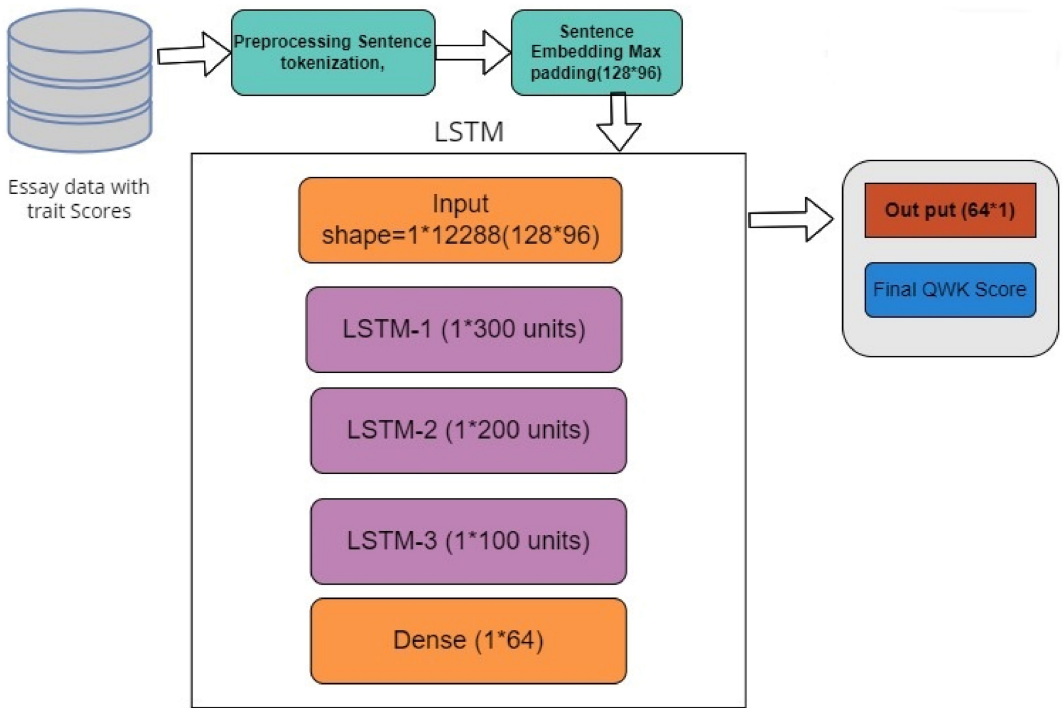 Preprocessing Sentence
tokenization,
Sentence
Embedding Max
padding(128*96)
Essay data with
trait Scores
LSTM
Input
shape=1*12288(128*96)
LSTM-1 (1*300 units)
LSTM-2 (1*200 units)
LSTM-3 (1*100 units)
Dense (1*64)
Out put (64*1)
Final QWK Score